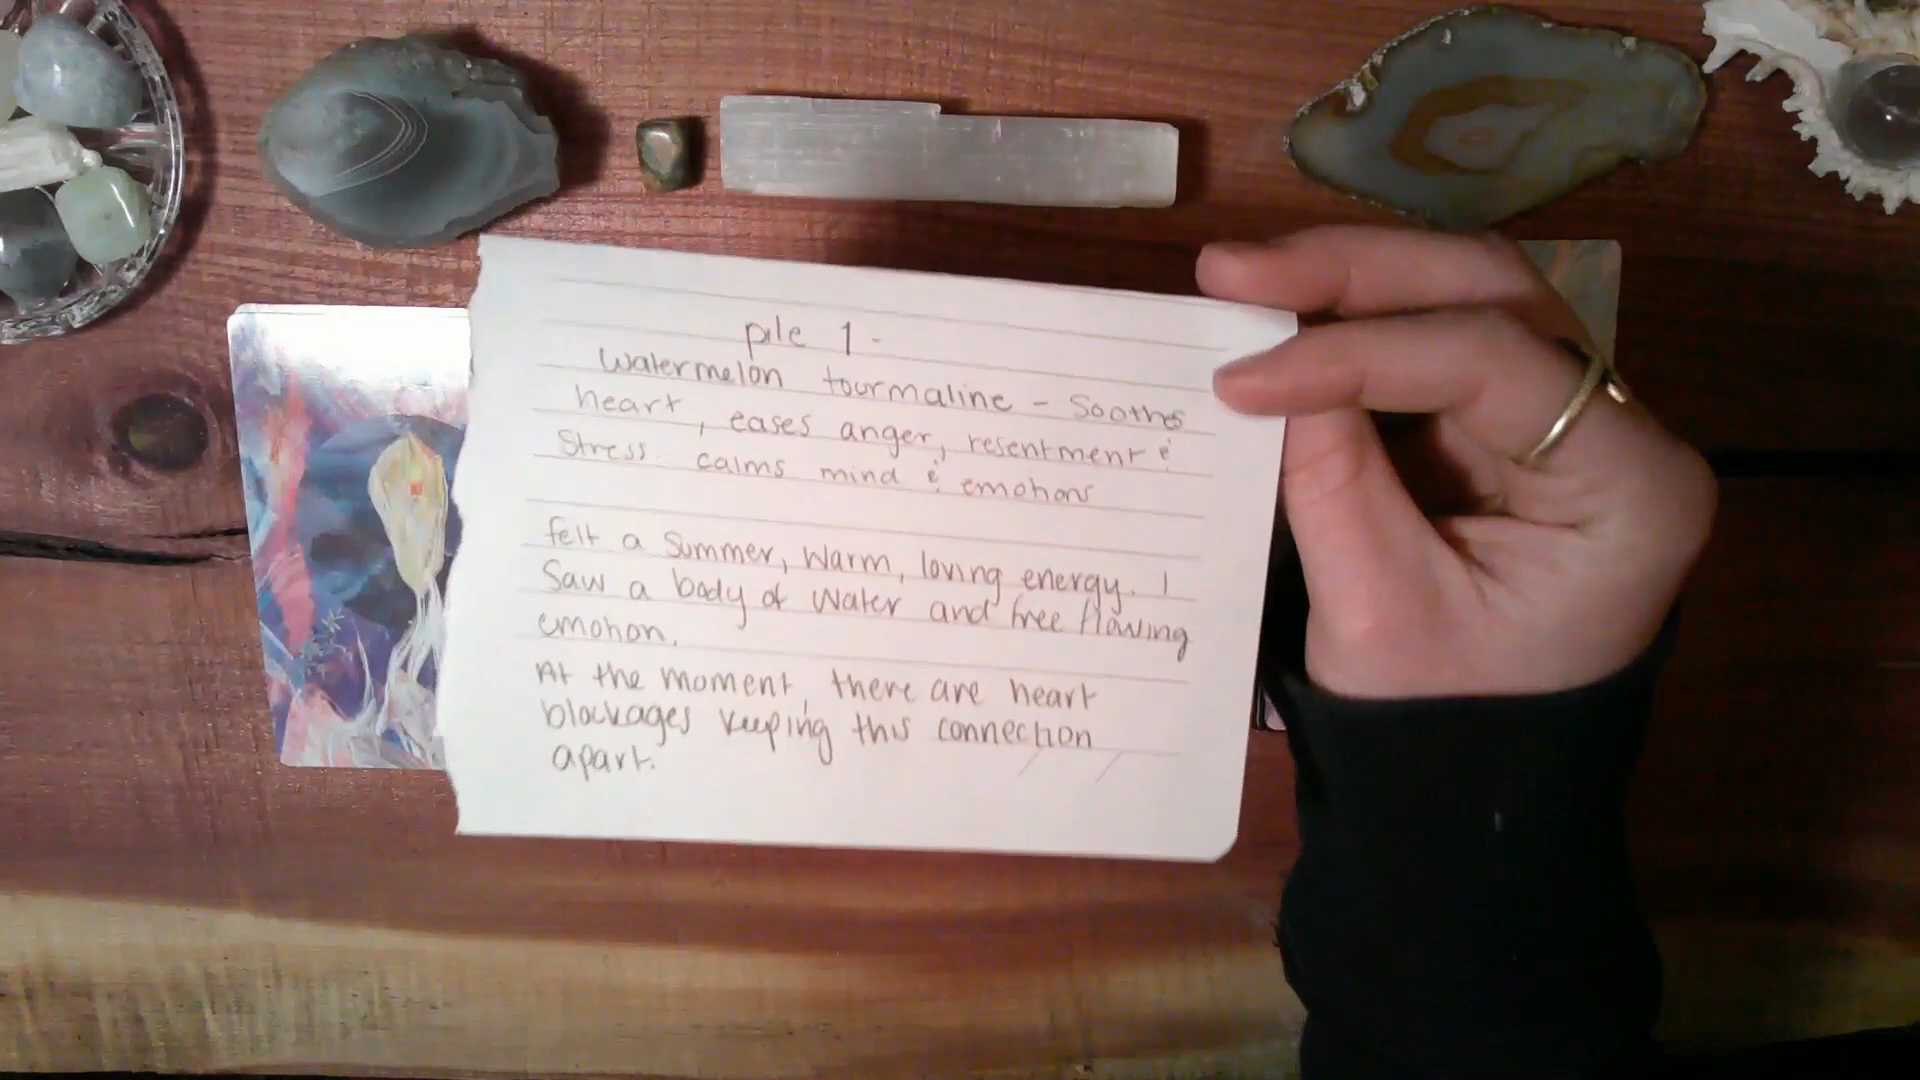 pile 1 -
Watermelon tourmaline - Soothes
heart, eases anger, resentment &
Stress. calms mind & emotions
felt a summer, warm, loving energy. I
Saw a body of water and free flowing
emotion.
At the moment, there are heart
blockages keeping this connection
apart.